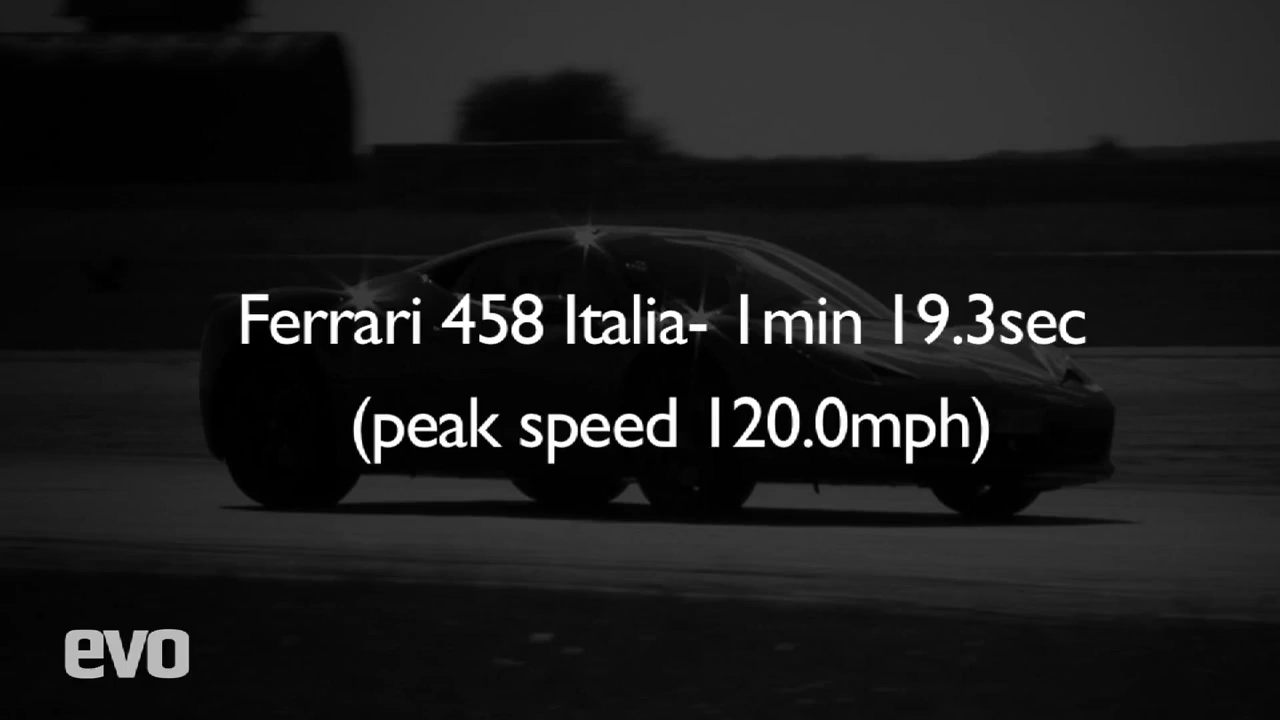 Ferrari 458 Italia- 1min 19.3sec
(peak speed 120.0mph)
evo